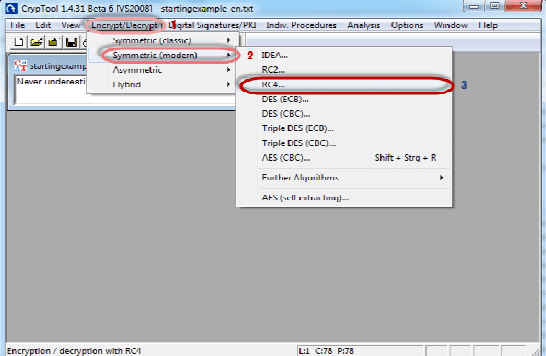 CrypTool 1.4.31 Beta 6 [VS2008] - startingexample-en.txt
File Edit View Encrypt/Decrypt 1 Digital Signatures/PKI Indiv. Procedures Analysis Options Window Help
Symmetric (classic)
Symmetric (modern) 2
Asymmetric
Hybrid
startingexample
Never underesti
IDEA...
RC2...
RC4... 3
DES (ECB)...
DES (CBC)...
Triple DES (ECB)...
Triple DES (CBC)...
AES (CBC)... Shift + Strg + R
Further Algorithms
AES (self extracting)...
Encryption / decryption with RC4 L:1 C:78 P:78